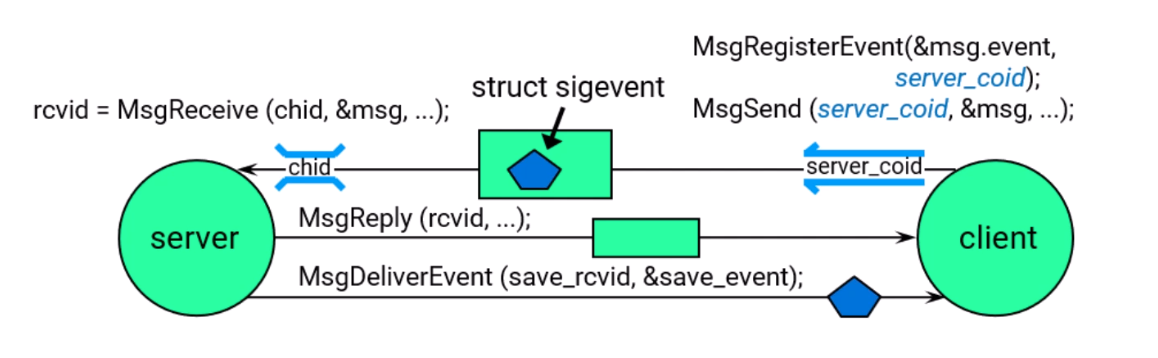 MsgRegisterEvent(&msg.event,
server_coid);
struct sigevent
rcvid = MsgReceive (chid, &msg, ...);
MsgSend (server_coid, &msg, ...);
chid
server_coid
MsgReply (rcvid, ...);
server
client
MsgDeliverEvent (save_rcvid, &save_event);